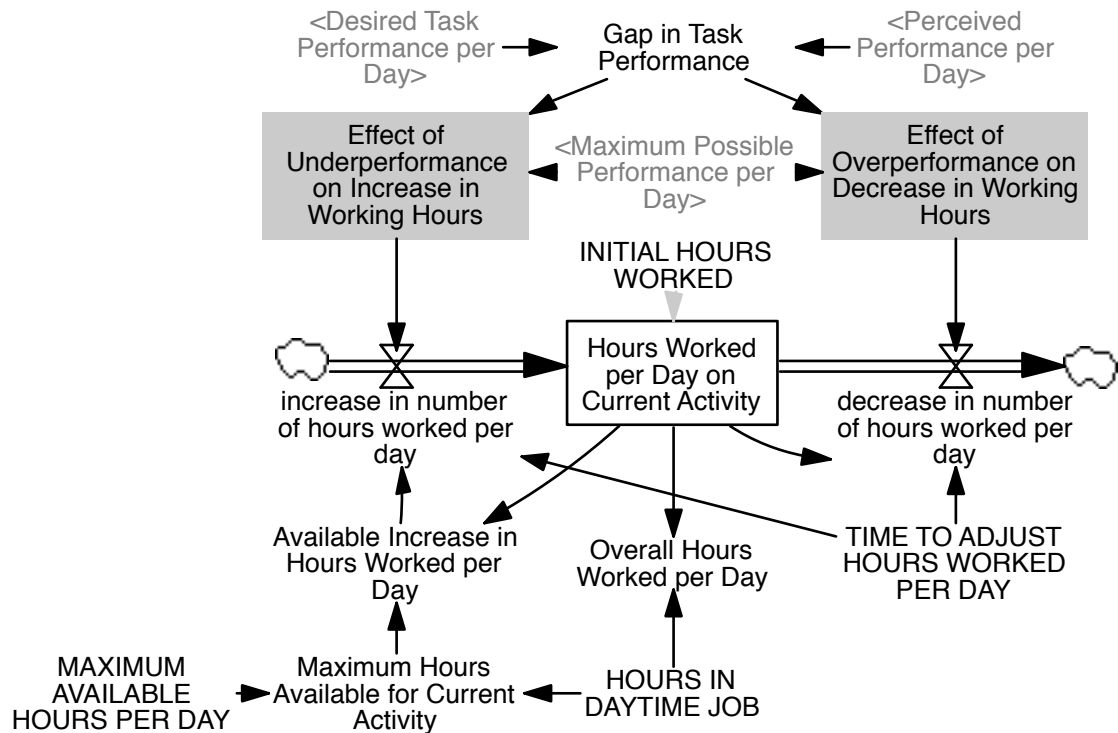 <Desired Task
Performance per
Day>
Gap in Task
Performance
<Perceived
Performance per
Day>
Effect of
Underperformance
on Increase in
Working Hours
<Maximum Possible
Performance per
Day>
Effect of
Overperformance on
Decrease in Working
Hours
INITIAL HOURS
WORKED
Hours Worked
per Day on
Current Activity
increase in number
of hours worked per
day
decrease in number
of hours worked per
day
Available Increase in
Hours Worked per
Day
Overall Hours
Worked per Day
TIME TO ADJUST
HOURS WORKED
PER DAY
MAXIMUM
AVAILABLE
HOURS PER DAY
Maximum Hours
Available for Current
Activity
HOURS IN
DAYTIME JOB